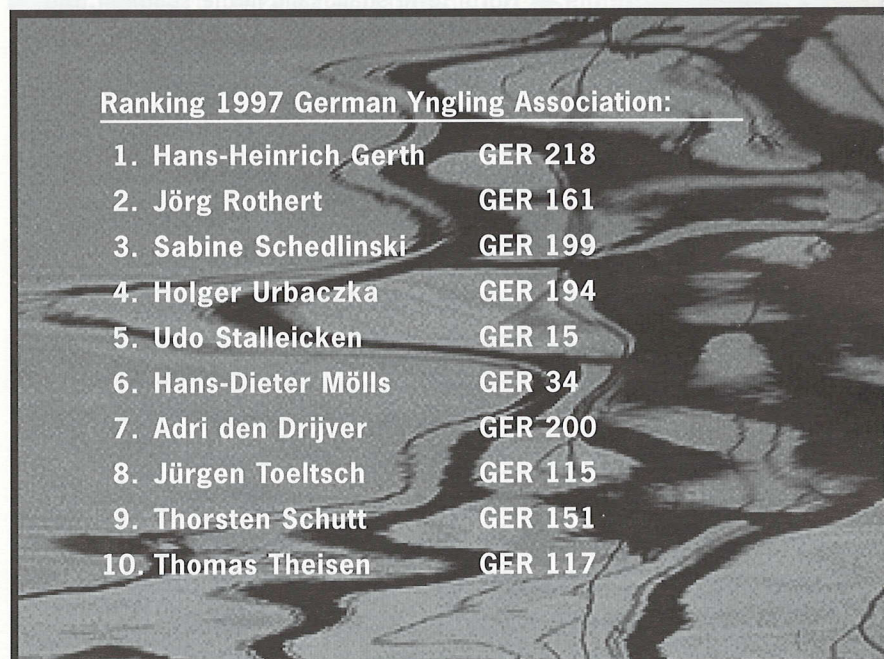 Ranking 1997 German Yngling Association:
1. Hans-Heinrich Gerth GER 218
2. Jörg Rothert GER 161
3. Sabine Schedlinski GER 199
4. Holger Urbaczka GER 194
5. Udo Stalleicken GER 15
6. Hans-Dieter Mölls GER 34
7. Adri den Drijver GER 200
8. Jürgen Toeltsch GER 115
9. Thorsten Schutt GER 151
10. Thomas Theisen GER 117